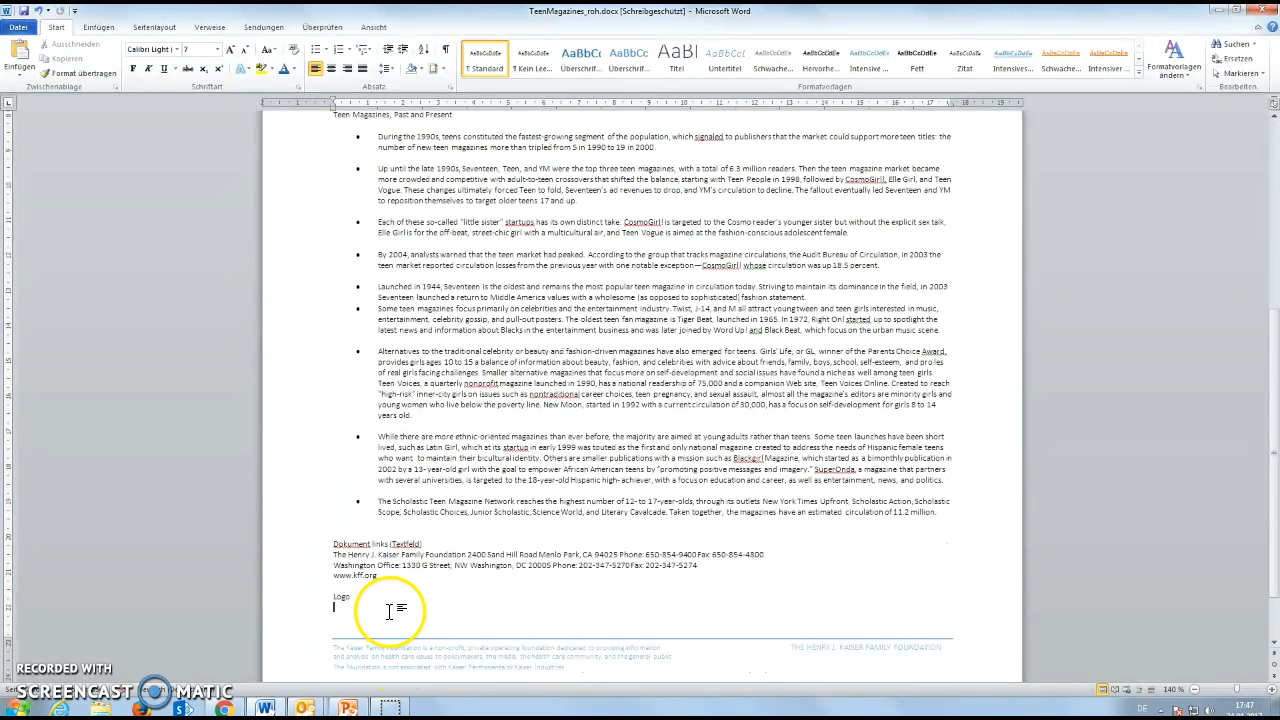 TeenMagazines_roh.docx [Schreibgeschützt] - Microsoft Word
Datei Start Einfügen Seitenlayout Verweise Sendungen Überprüfen Ansicht
Einfügen
Ausschneiden
Kopieren
Format übertragen
Zwischenablage
Calibri Light 7
Schriftart
Absatz
AaBbCcDdE ¶ Standard
¶ Kein Lee...
Überschrif...
Überschrif...
Titel
Untertitel
Schwache...
Hervorhe...
Intensive...
Fett
Zitat
Intensives...
Schwache...
Intensiver...
Formatvorlagen
Formatvorlagen ändern
Suchen
Ersetzen
Markieren
Bearbeiten
Teen Magazines, Past and Present
• During the 1990s, teens constituted the fastest-growing segment of the population, which signaled to publishers that the market could support more teen titles: the
number of new teen magazines more than tripled from 5 in 1990 to 19 in 2000.
• Up until the late 1990s, Seventeen, Teen, and YM were the top three teen magazines, with a total of 6.3 million readers. Then the teen magazine market became
more crowded and competitive with adult-to-teen crossovers that shifted the balance, starting with Teen People in 1998, followed by CosmoGirl!, Elle Girl, and Teen
Vogue. These changes ultimately forced Teen to fold, Seventeen's ad revenues to drop, and YM's circulation to decline. The fallout eventually led Seventeen and YM
to reposition themselves to target older teens 17 and up.
• Each of these so-called "little sister" startups has its own distinct take. CosmoGirl! is targeted to the Cosmo reader's younger sister but without the explicit sex talk,
Elle Girl is for the off-beat, street-chic girl with a multicultural air, and Teen Vogue is aimed at the fashion-conscious adolescent female.
• By 2004, analysts warned that the teen market had peaked. According to the group that tracks magazine circulations, the Audit Bureau of Circulation, in 2003 the
teen market reported circulation losses from the previous year with one notable exception—CosmoGirl! whose circulation was up 18.5 percent.
• Launched in 1944, Seventeen is the oldest and remains the most popular teen magazine in circulation today. Striving to maintain its dominance in the field, in 2003
Seventeen launched a return to Middle America values with a wholesome (as opposed to sophisticated) fashion statement.
• Some teen magazines focus primarily on celebrities and the entertainment industry. Twist, J-14, and M all attract young tween and teen girls interested in music,
entertainment, celebrity gossip, and pull-out posters. The oldest teen fan magazine is Tiger Beat, launched in 1965. In 1972, Right On! started up to spotlight the
latest news and information about Blacks in the entertainment business and was later joined by Word Up! and Black Beat, which focus on the urban music scene.
• Alternatives to the traditional celebrity or beauty and fashion-driven magazines have also emerged for teens. Girls' Life, or GL, winner of the Parents Choice Award,
provides girls ages 10 to 15 a balance of information about beauty, fashion, and celebrities with advice about friends, family, boys, school, self-esteem, and pro les
of real girls facing challenges. Smaller alternative magazines that focus more on self-development and social issues have found a niche as well among teen girls.
Teen Voices, a quarterly nonprofit magazine launched in 1990, has a national readership of 75,000 and a companion Web site, Teen Voices Online. Created to reach
"high-risk" inner-city girls on issues such as nontraditional career choices, teen pregnancy, and sexual assault, almost all the magazine's editors are minority girls and
young women who live below the poverty line. New Moon, started in 1992 with a current circulation of 30,000, has a focus on self-development for girls 8 to 14
years old.
• While there are more ethnic-oriented magazines than ever before, the majority are aimed at young adults rather than teens. Some teen launches have been short
lived, such as Latin Girl, which at its startup in early 1999 was touted as the first and only national magazine created to address the needs of Hispanic female teens
who want to maintain their bicultural identity. Others are smaller publications with a mission such as Blackgirl Magazine, which started as a bimonthly publication in
2002 by a 13-year-old girl with the goal to empower African American teens by "promoting positive messages and imagery." SuperOnda, a magazine that partners
with several universities, is targeted to the 18-year-old Hispanic high-achiever, with a focus on education and career, as well as entertainment, news, and politics.
• The Scholastic Teen Magazine Network reaches the highest number of 12- to 17-year-olds, through its outlets New York Times Upfront, Scholastic Action, Scholastic
Scope, Scholastic Choices, Junior Scholastic, Science World, and Literary Cavalcade. Taken together, the magazines have an estimated circulation of 11.2 million.
Dokument links (Textfeld)
The Henry J. Kaiser Family Foundation 2400 Sand Hill Road Menlo Park, CA 94025 Phone: 650-854-9400 Fax: 650-854-4800
Washington Office: 1330 G Street, NW Washington, DC 20005 Phone: 202-347-5270 Fax: 202-347-5274
www.kff.org
Logo
The Kaiser Family Foundation is a non-profit, private operating foundation dedicated to providing information
and analysis on health care issues to policymakers, the media, the health care community, and the general public.
The Foundation is not associated with Kaiser Permanente or Kaiser Industries
THE HENRY J. KAISER FAMILY FOUNDATION
RECORDED WITH
SCREENCAST MATIC
140 %
DE
17:47